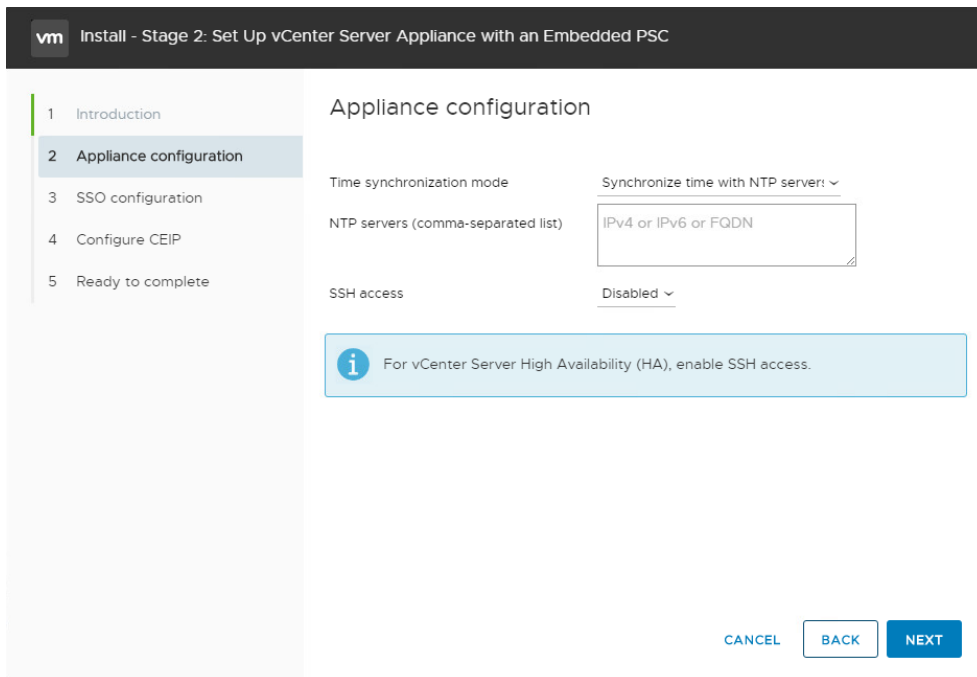 vm Install - Stage 2: Set Up vCenter Server Appliance with an Embedded PSC
1 Introduction
2 Appliance configuration
3 SSO configuration
4 Configure CEIP
5 Ready to complete
Appliance configuration
Time synchronization mode Synchronize time with NTP servers
NTP servers (comma-separated list) IPv4 or IPv6 or FQDN
SSH access Disabled
For vCenter Server High Availability (HA), enable SSH access.
CANCEL BACK NEXT